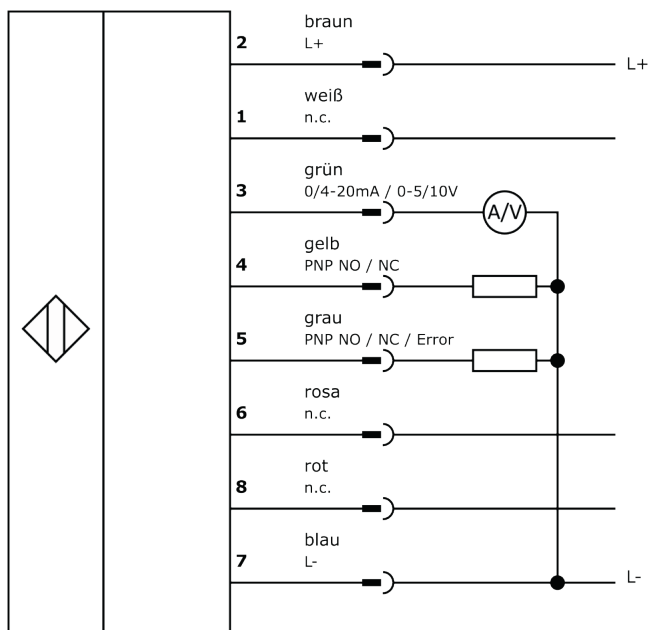 braun
2 L+
L+
weiß
1 n.c.
grün
3 0/4-20mA / 0-5/10V
A/V
gelb
4 PNP NO / NC
grau
5 PNP NO / NC / Error
rosa
6 n.c.
rot
8 n.c.
blau
7 L-
L-